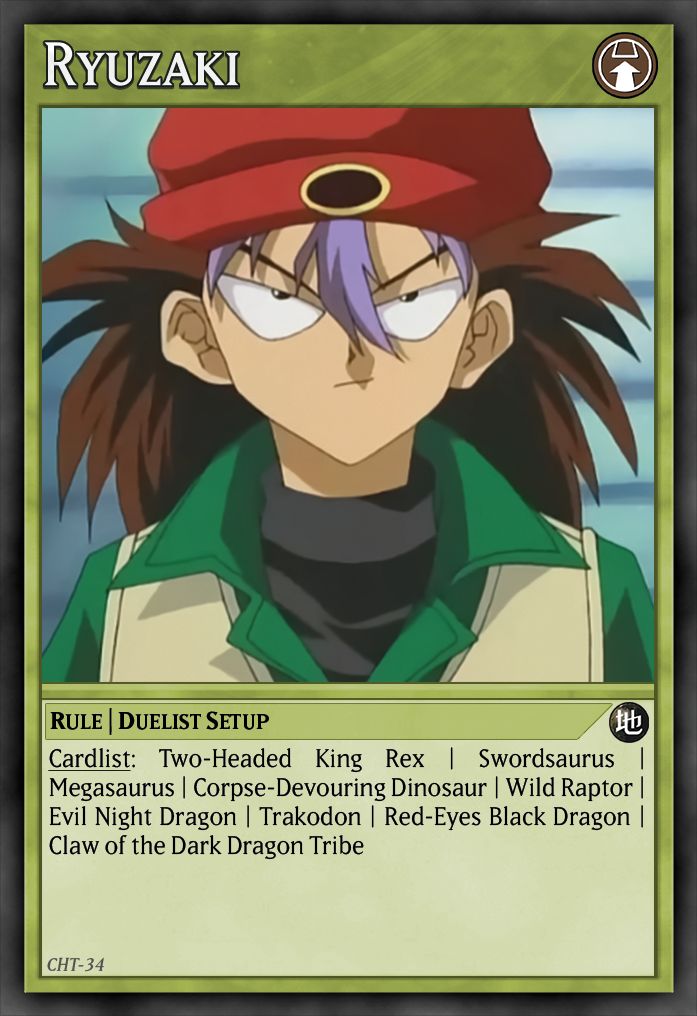 Ryuzaki
Rule | Duelist Setup
地
Cardlist: Two-Headed King Rex | Swordsaurus |
Megasaurus | Corpse-Devouring Dinosaur | Wild Raptor |
Evil Night Dragon | Trakodon | Red-Eyes Black Dragon |
Claw of the Dark Dragon Tribe
CHT-34